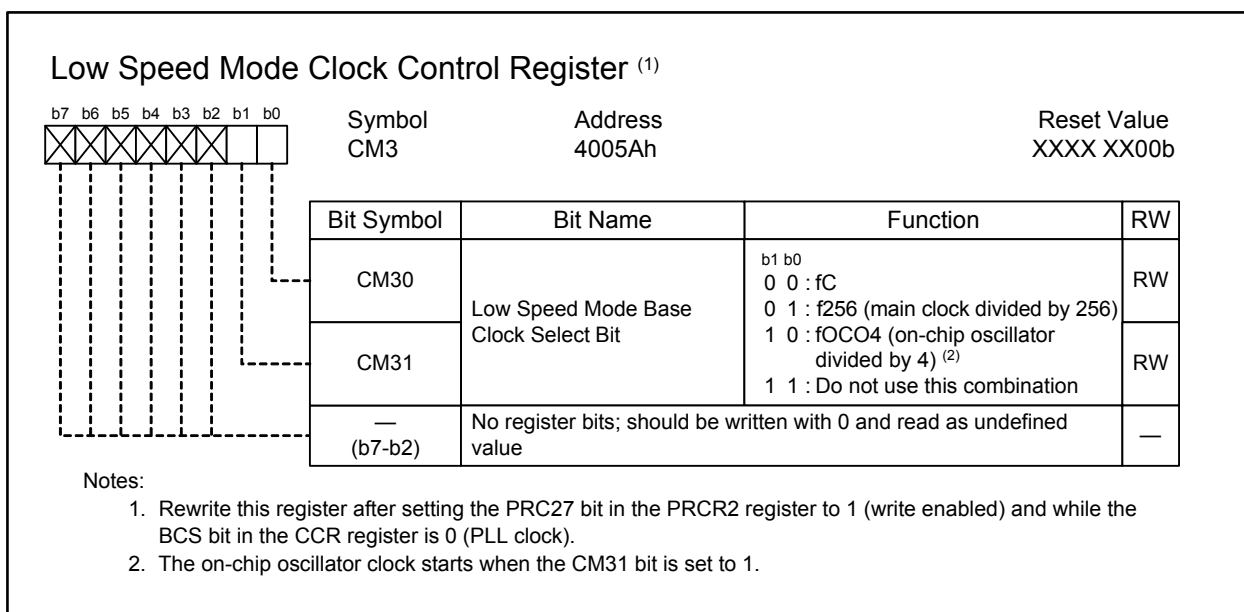 Low Speed Mode Clock Control Register (1)
b7 b6 b5 b4 b3 b2 b1 b0
Symbol Address Reset Value
CM3 4005Ah XXXX XX00b
Bit Symbol Bit Name Function RW
CM30
CM31
Low Speed Mode Base
Clock Select Bit
b1 b0
0 0 : fC
0 1 : f256 (main clock divided by 256)
1 0 : fOCO4 (on-chip oscillator
divided by 4) (2)
1 1 : Do not use this combination
RW
RW
—
(b7-b2)
No register bits; should be written with 0 and read as undefined
value
—
Notes:
1. Rewrite this register after setting the PRC27 bit in the PRCR2 register to 1 (write enabled) and while the
BCS bit in the CCR register is 0 (PLL clock).
2. The on-chip oscillator clock starts when the CM31 bit is set to 1.